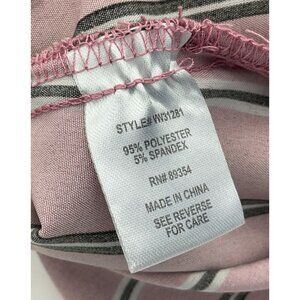 STYLE# W31281
95% POLYESTER
5% SPANDEX
RN# 89354
MADE IN CHINA
SEE REVERSE
FOR CARE